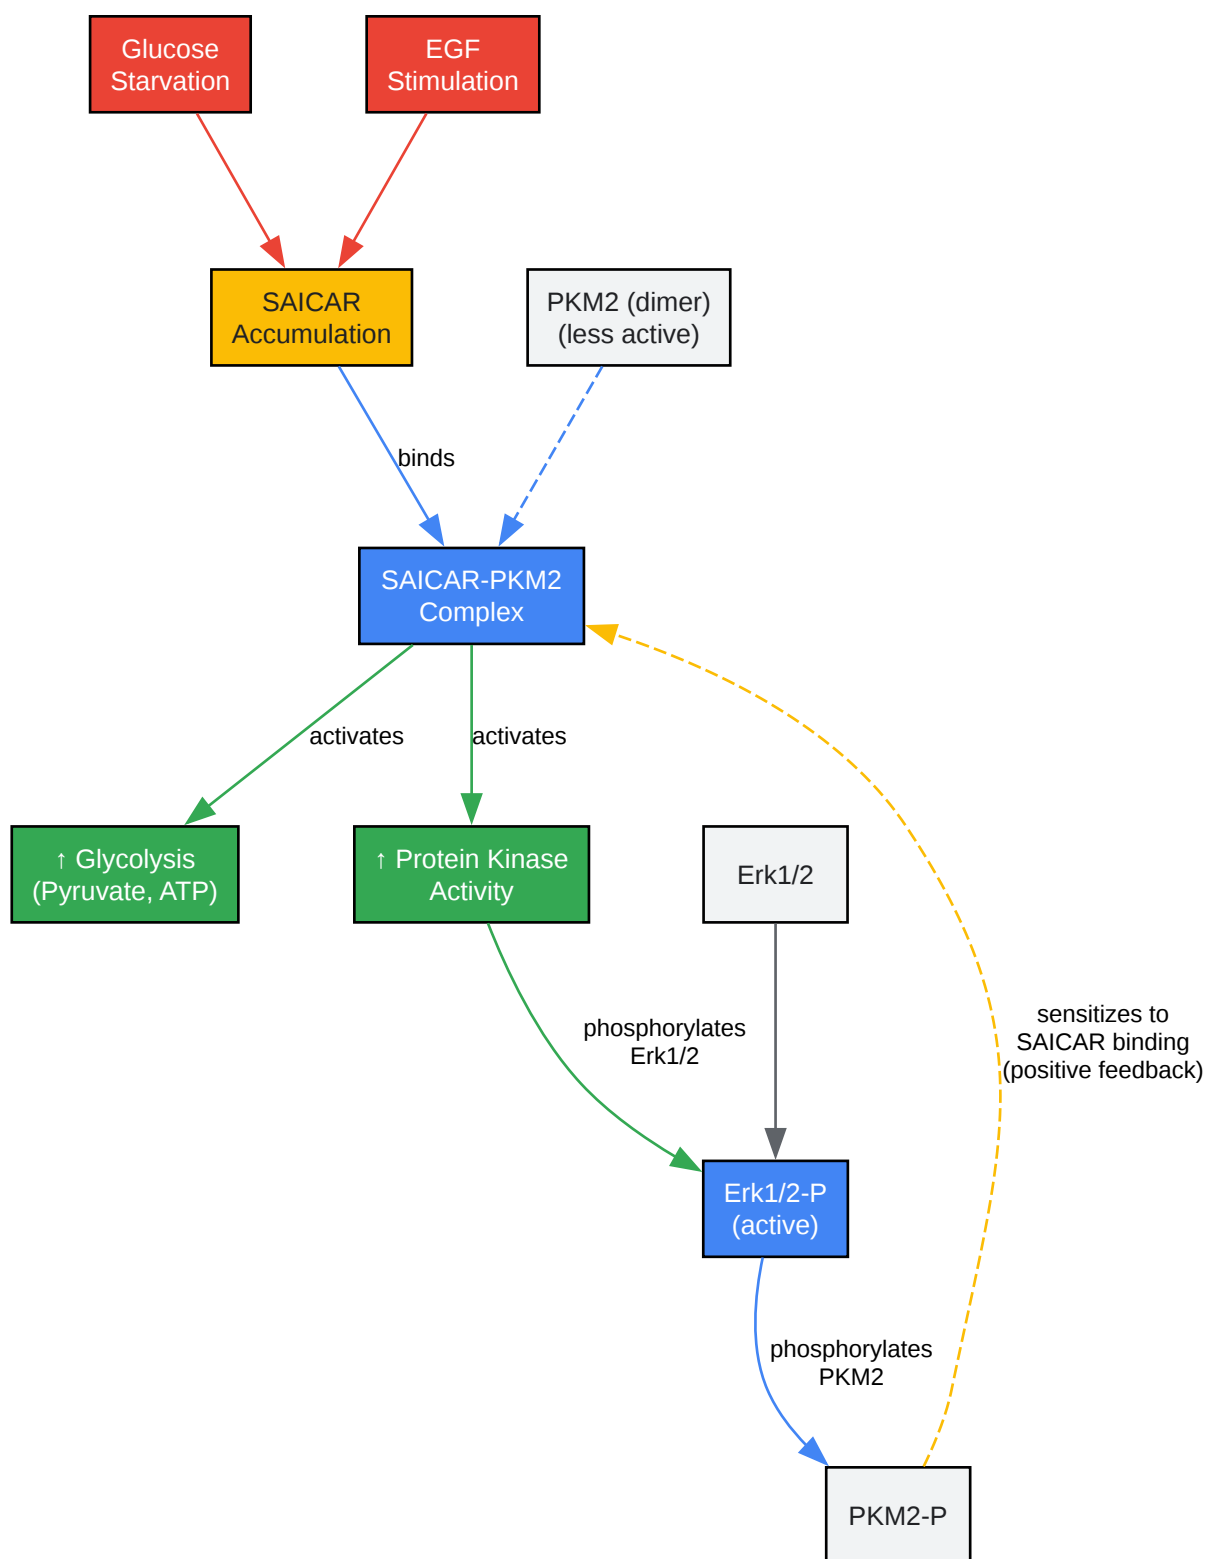 Glucose
Starvation
EGF
Stimulation
SAICAR
Accumulation
PKM2 (dimer)
(less active)
binds
SAICAR-PKM2
Complex
activates
activates
↑ Glycolysis
(Pyruvate, ATP)
↑ Protein Kinase
Activity
Erk1/2
phosphorylates
Erk1/2
sensitizes to
SAICAR binding
(positive feedback)
Erk1/2-P
(active)
phosphorylates
PKM2
PKM2-P